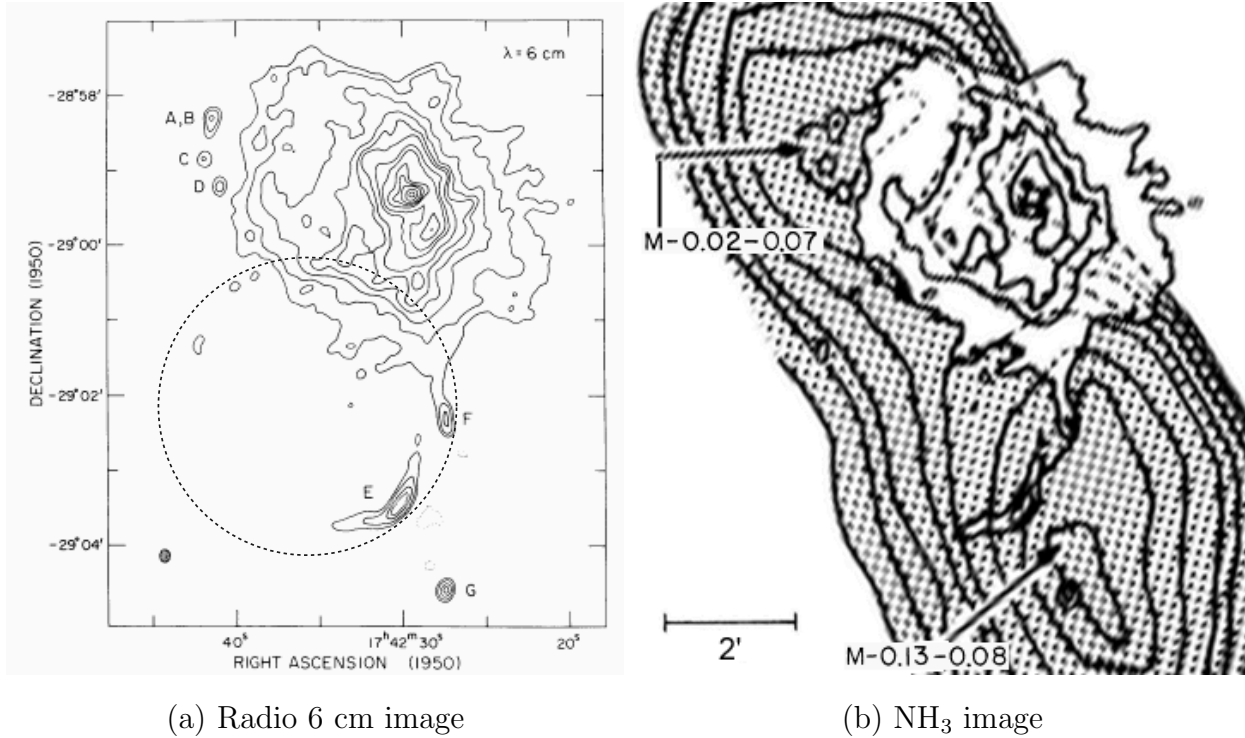 λ = 6 cm
-28°58'
A,B
C
D
-29°00'
-29°02'
F
E
-29°04'
G
40ˢ
17ʰ42ᵐ30ˢ
20ˢ
RIGHT ASCENSION (1950)
DECLINATION (1950)
M-0.02-0.07
2'
M-0.13-0.08
(a) Radio 6 cm image
(b) NH₃ image